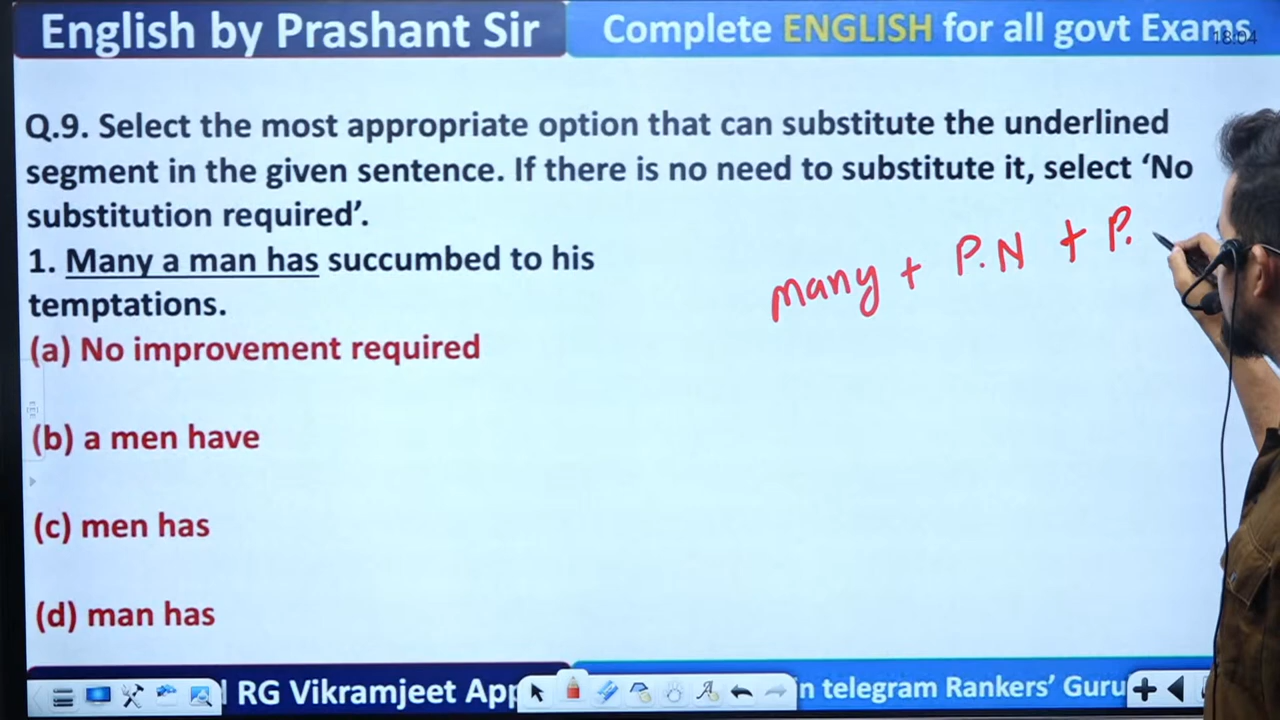 English by Prashant Sir
Complete ENGLISH for all govt Exams
18:04
Q.9. Select the most appropriate option that can substitute the underlined
segment in the given sentence. If there is no need to substitute it, select ‘No
substitution required’.
many + P.N + P.
1. Many a man has succumbed to his
temptations.
(a) No improvement required
(b) a men have
(c) men has
(d) man has
RG Vikramjeet App
in telegram Rankers’ Guru